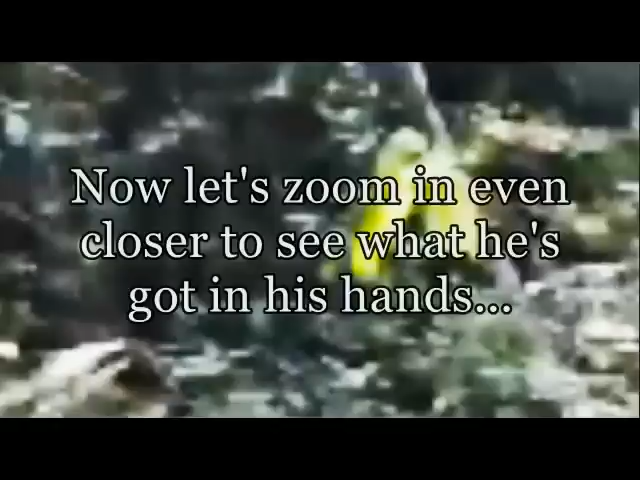 Now let's zoom in even
closer to see what he's
got in his hands...